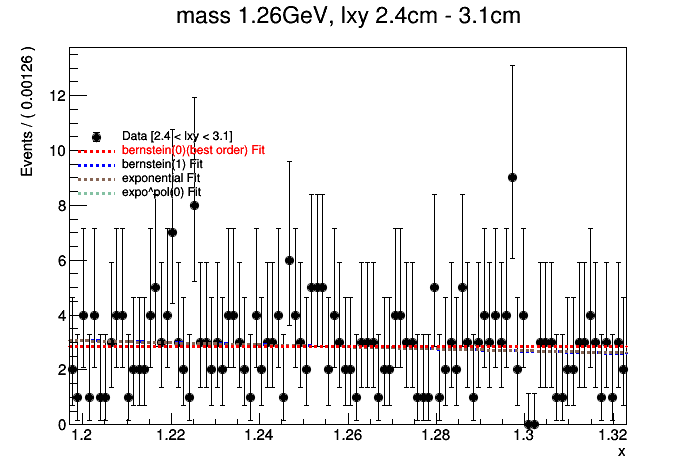 mass 1.26GeV, lxy 2.4cm - 3.1cm
Events / ( 0.00126 )
12
10
8
6
4
2
0
Data [2.4 < lxy < 3.1]
bernstein(0)(best order) Fit
bernstein(1) Fit
exponential Fit
expo^pol(0) Fit
1.2 1.22 1.24 1.26 1.28 1.3 1.32
x